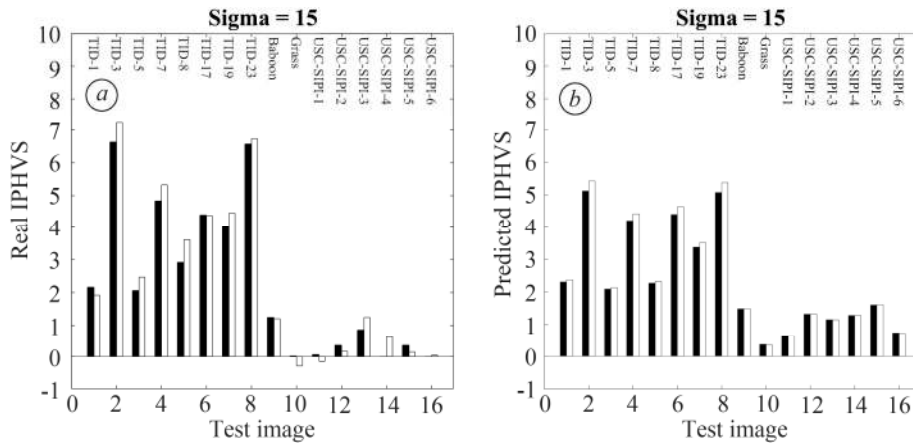 Sigma = 15
10
9
8
7
6
5
4
3
2
1
0
-1
Real IPHVS
a
TID-1
TID-3
TID-5
TID-7
TID-8
TID-17
TID-19
TID-23
Baboon
Grass
USC-SIPI-1
USC-SIPI-2
USC-SIPI-3
USC-SIPI-4
USC-SIPI-5
USC-SIPI-6
0 2 4 6 8 10 12 14 16
Test image
Sigma = 15
10
9
8
7
6
5
4
3
2
1
0
-1
Predicted IPHVS
b
TID-1
TID-3
TID-5
TID-7
TID-8
TID-17
TID-19
TID-23
Baboon
Grass
USC-SIPI-1
USC-SIPI-2
USC-SIPI-3
USC-SIPI-4
USC-SIPI-5
USC-SIPI-6
0 2 4 6 8 10 12 14 16
Test image